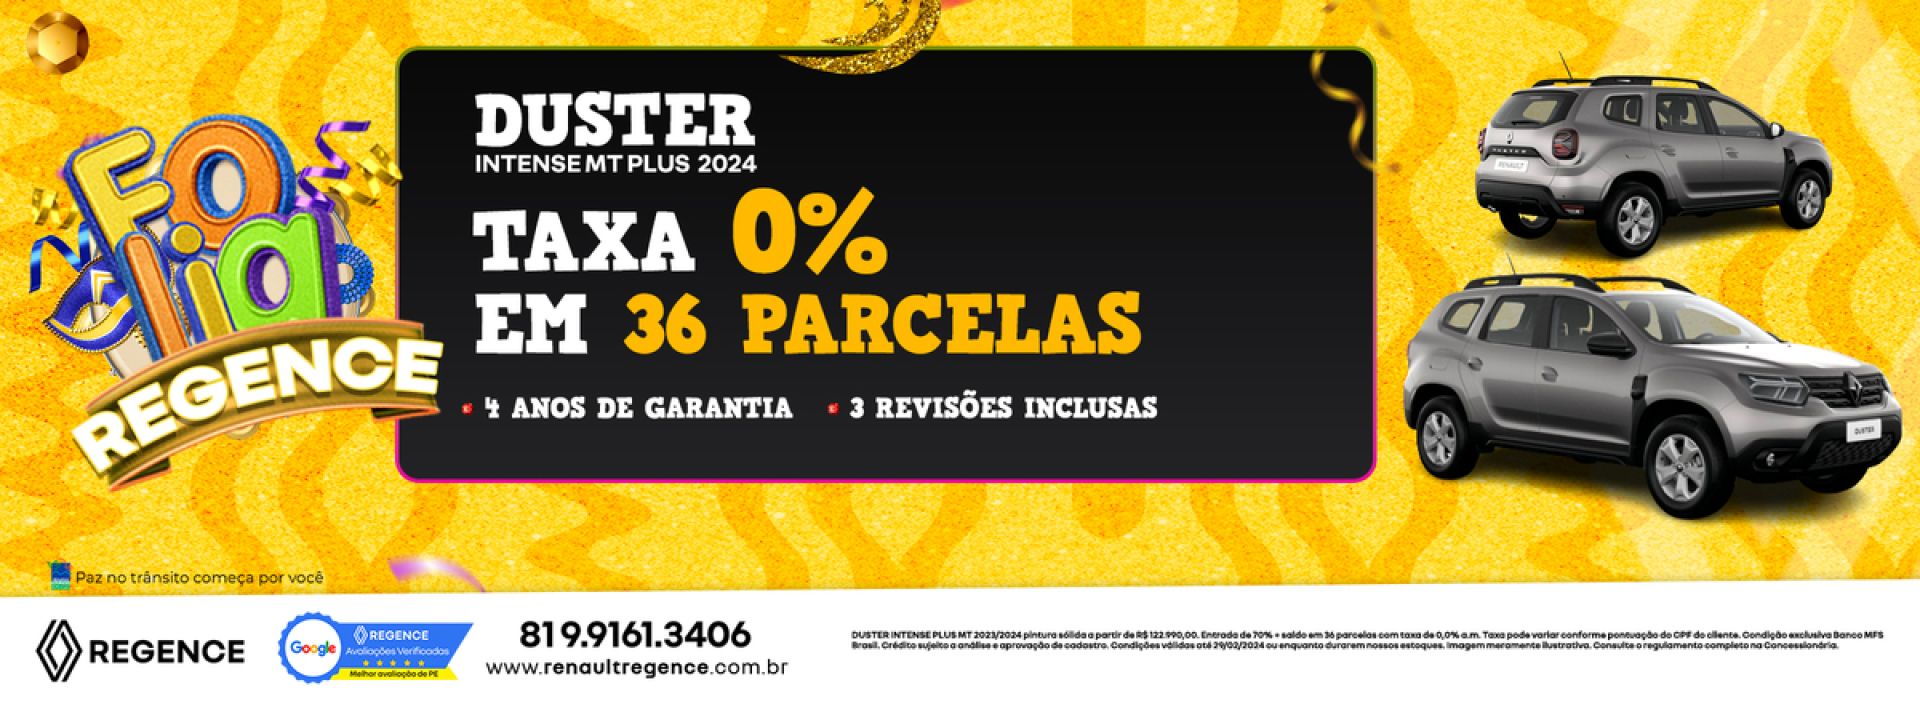 FOlia
REGENCE
DUSTER
INTENSE MT PLUS 2024
TAXA 0%
EM 36 PARCELAS
4 ANOS DE GARANTIA 3 REVISÕES INCLUSAS
DUSTER
RENAULT
DUSTER
Paz no trânsito começa por você
REGENCE
Google
REGENCE
Avaliações Verificadas
Melhor avaliação de PE
81 9.9161.3406
www.renaultregence.com.br
DUSTER INTENSE PLUS MT 2023/2024 pintura sólida a partir de R$ 122.990,00. Entrada de 70% + saldo em 36 parcelas com taxa de 0,0% a.m. Taxa pode variar conforme pontuação do CPF do cliente. Condição exclusiva Banco MFS
Brasil. Crédito sujeito a análise e aprovação de cadastro. Condições válidas até 29/02/2024 ou enquanto durarem nossos estoques. Imagem meramente ilustrativa. Consulte o regulamento completo na Concessionária.